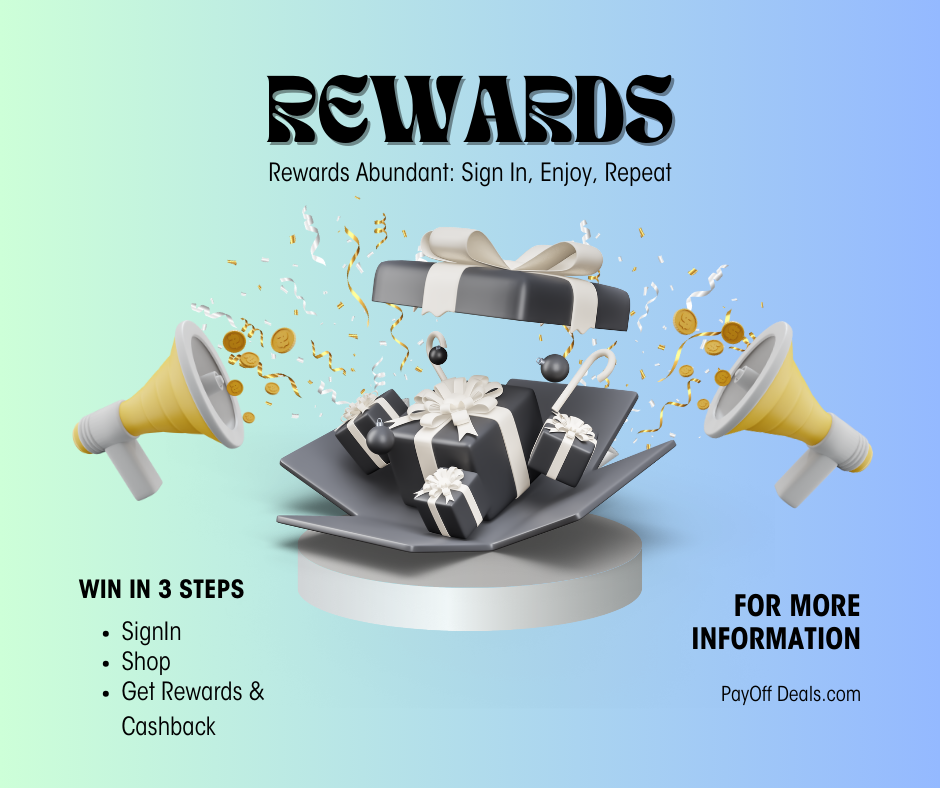 REWARDS
Rewards Abundant: Sign In, Enjoy, Repeat
WIN IN 3 STEPS
• SignIn
• Shop
• Get Rewards &
Cashback
FOR MORE
INFORMATION
PayOff Deals.com